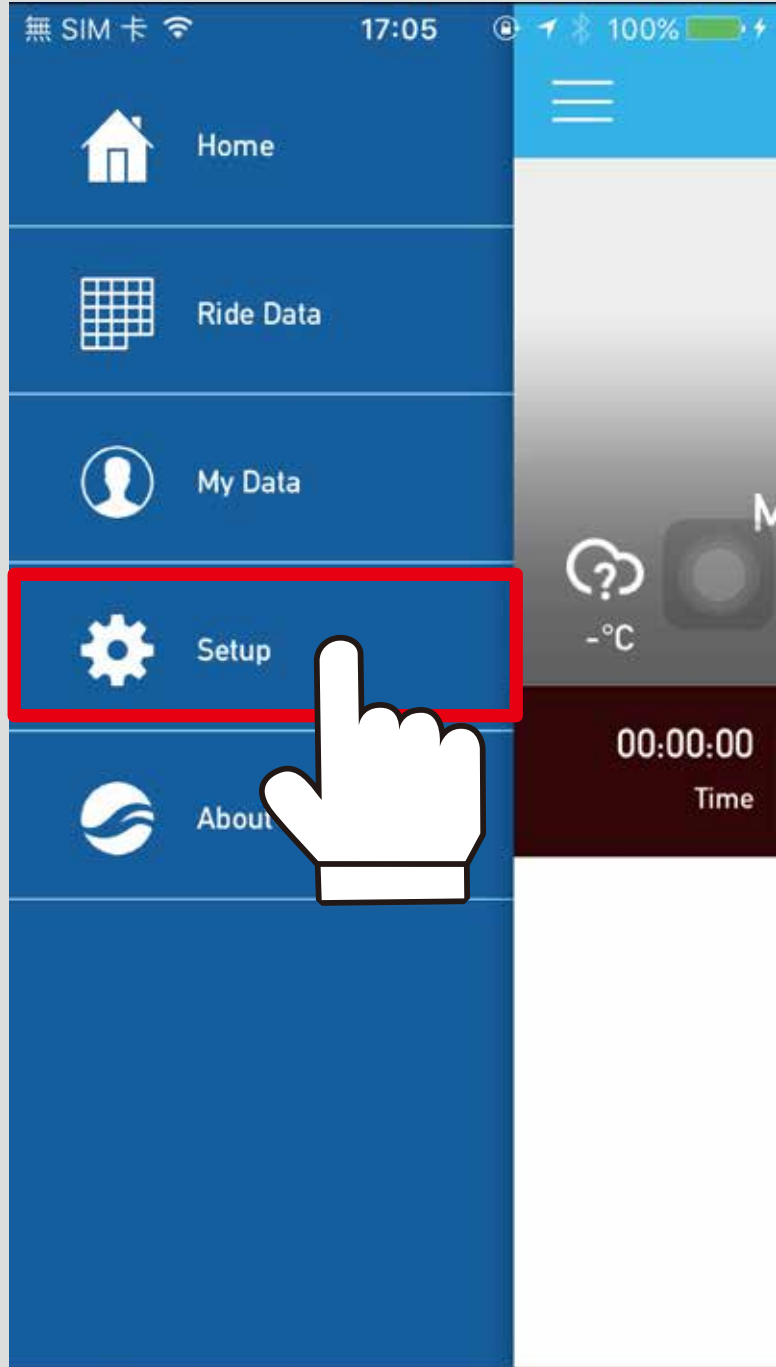 無 SIM 卡 17:05 100%
Home
Ride Data
My Data
M
-°C
Setup
00:00:00
Time
About